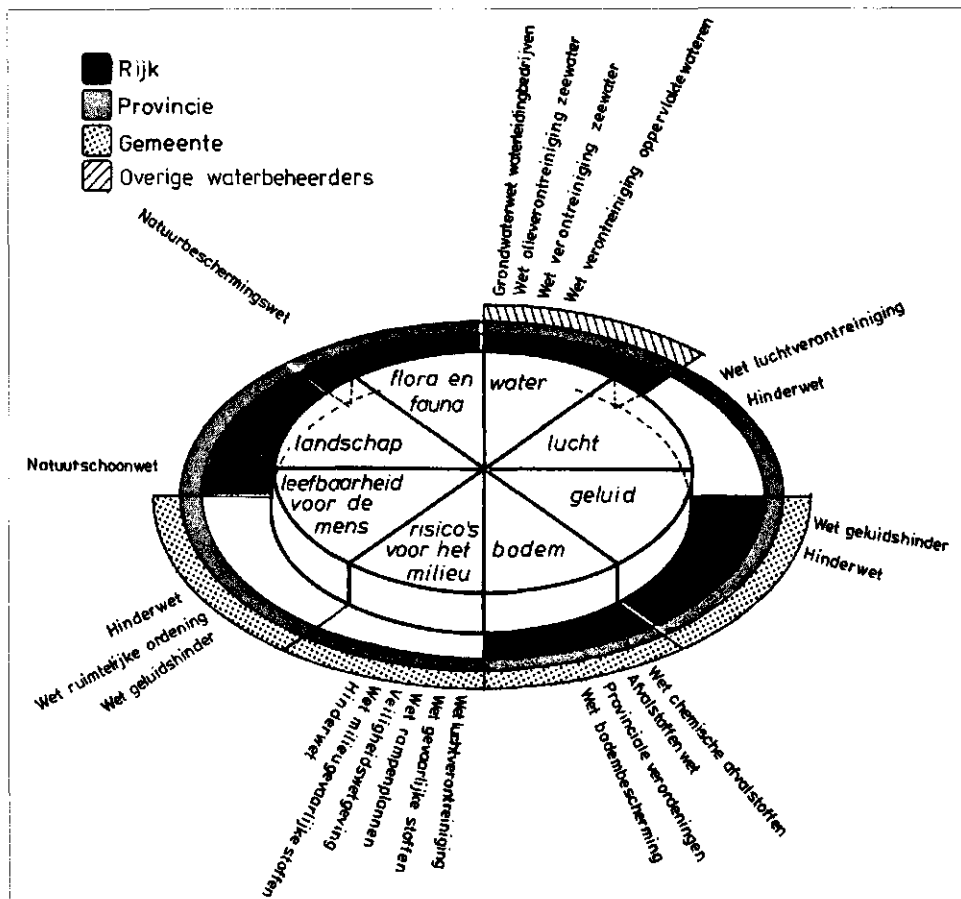 Rijk
Provincie
Gemeente
Overige waterbeheerders
Natuurbeschermingswet
Grondwaterwet waterleidingbedrijven
Wet olieverontreiniging zeewater
Wet verontreiniging zeewater
Wet verontreiniging oppervlaktewateren
Wet luchtverontreiniging
Hinderwet
flora en
fauna
water
landschap
lucht
Natuurschoonwet
leefbaarheid
voor de
mens
geluid
risico's
voor het
milieu
bodem
Wet geluidshinder
Hinderwet
Hinderwet
Wet ruimtelijke ordening
Wet geluidshinder
Hinderwet
Wet milieugevaarlijke stoffen
Veiligheidswetgeving
Wet rampenplannen
Wet gevaarlijke stoffen
Wet luchtverontreiniging
Wet bodembescherming
Provinciale verordeningen
Afvalstoffen wet
Wet chemische afvalstoffen